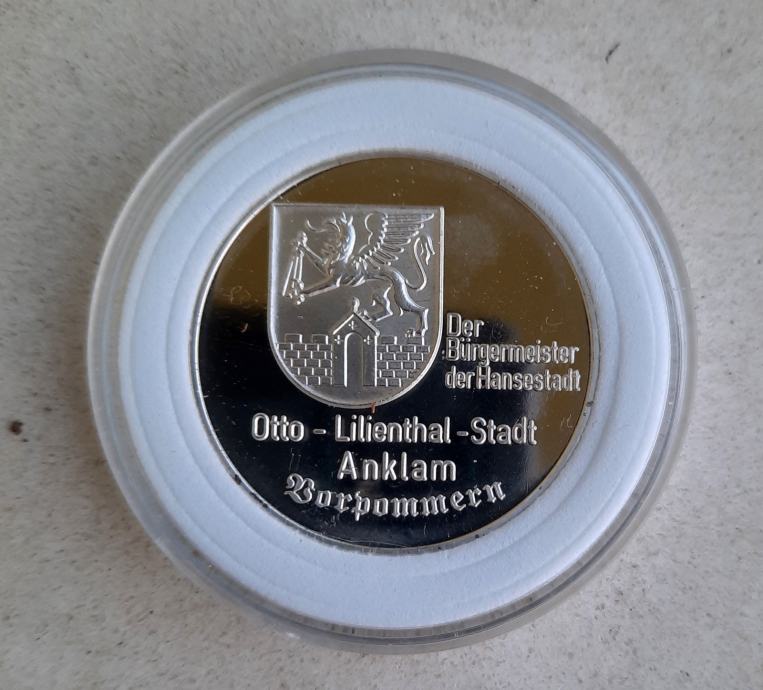 Der
Bürgermeister
der Hansestadt
Otto - Lilienthal - Stadt
Anklam
Vorpommern